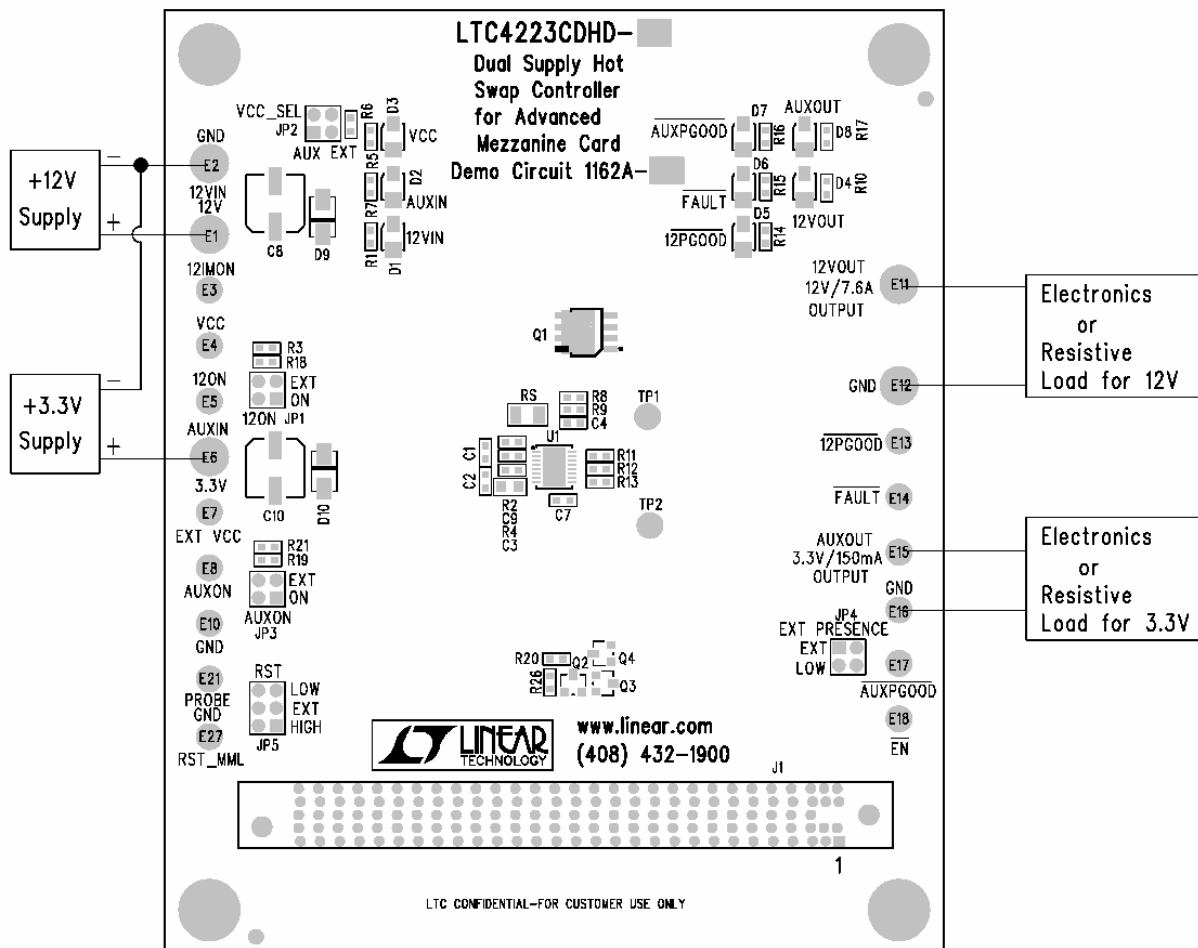 LTC4223CDHD-
Dual Supply Hot
Swap Controller
for Advanced
Mezzanine Card
Demo Circuit 1162A-
VCC_SEL
JP2
AUX EXT
R6
D3
VCC
R5
D2
AUXIN
R7
12VIN
R1
D1
GND
E2
12VIN
12V
E1
C8
D9
+12V
Supply
−
+
12IMON
E3
VCC
E4
R3
R18
12ON
E5
EXT
ON
12ON
JP1
AUXIN
E6
3.3V
C10
D10
+3.3V
Supply
−
+
E7
EXT VCC
R21
R19
E8
AUXON
EXT
ON
AUXON
JP3
E10
GND
E21
PROBE
GND
E27
RST_MML
RST
LOW
EXT
HIGH
JP5
D7
AUXPGOOD
R16
AUXOUT
D8
R17
D6
FAULT
R15
D4
R10
12VOUT
D5
12PGOOD
R14
12VOUT
12V/7.6A
OUTPUT
E11
Electronics
or
Resistive
Load for 12V
GND
E12
Q1
RS
R8
R9
C4
TP1
U1
C1
C2
R11
R12
R13
R2
C9
R4
C3
C7
TP2
12PGOOD
E13
FAULT
E14
AUXOUT
3.3V/150mA
OUTPUT
E15
GND
E16
Electronics
or
Resistive
Load for 3.3V
JP4
EXT PRESENCE
EXT
LOW
E17
AUXPGOOD
E18
EN
R20
Q2
Q4
R26
Q3
LINEAR
TECHNOLOGY
www.linear.com
(408) 432-1900
J1
1
LTC CONFIDENTIAL-FOR CUSTOMER USE ONLY